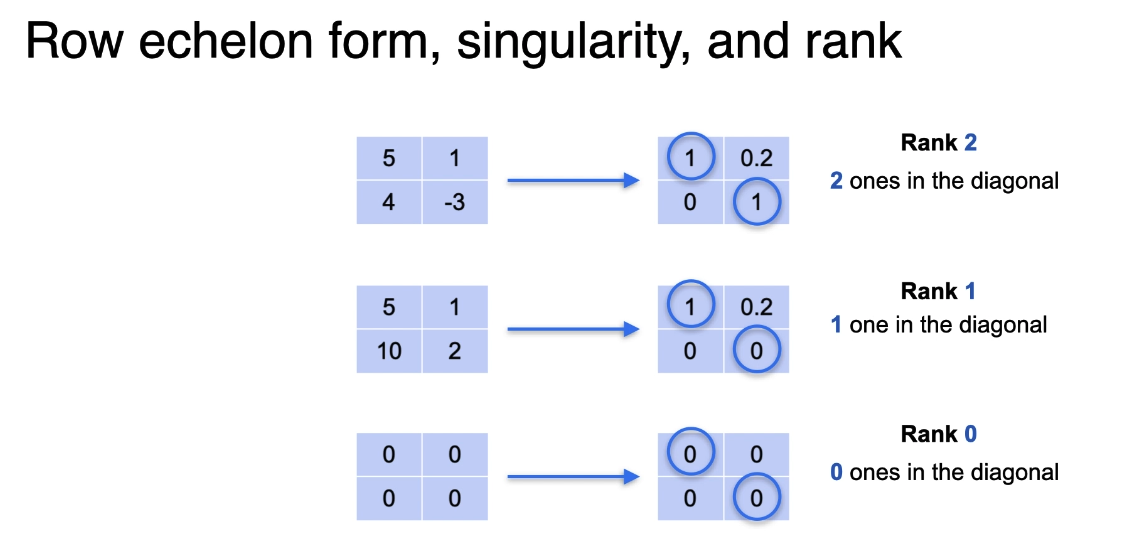 Row echelon form, singularity, and rank
5 1 1 0.2 Rank 2
4 -3 0 1 2 ones in the diagonal
5 1 1 0.2 Rank 1
10 2 0 0 1 one in the diagonal
0 0 0 0 Rank 0
0 0 0 0 0 ones in the diagonal